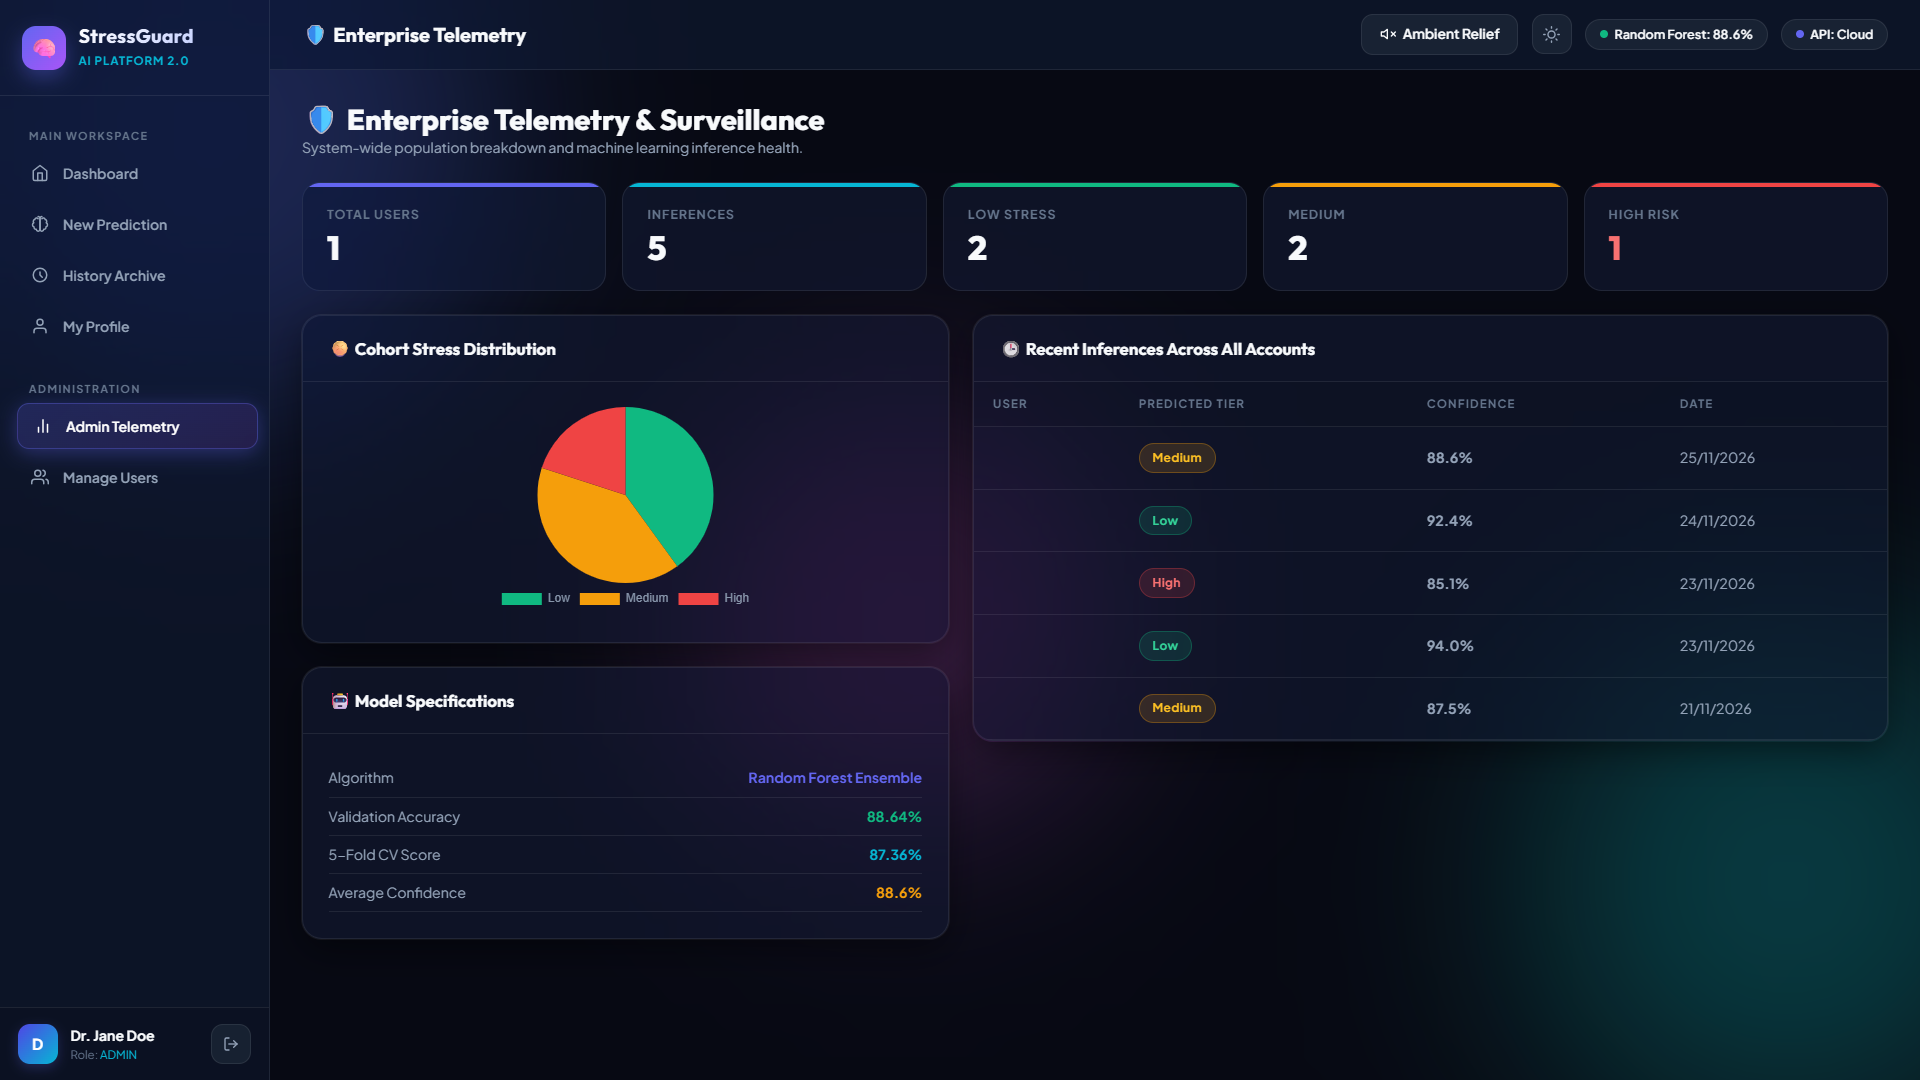 StressGuard
AI PLATFORM 2.0
MAIN WORKSPACE
Dashboard
New Prediction
History Archive
My Profile
ADMINISTRATION
Admin Telemetry
Manage Users
D
Dr. Jane Doe
Role: ADMIN
Enterprise Telemetry
Ambient Relief
Random Forest: 88.6%
API: Cloud
Enterprise Telemetry & Surveillance
System-wide population breakdown and machine learning inference health.
TOTAL USERS
1
INFERENCES
5
LOW STRESS
2
MEDIUM
2
HIGH RISK
1
Cohort Stress Distribution
Low Medium High
Model Specifications
Algorithm Random Forest Ensemble
Validation Accuracy 88.64%
5-Fold CV Score 87.36%
Average Confidence 88.6%
Recent Inferences Across All Accounts
USER PREDICTED TIER CONFIDENCE DATE
Medium 88.6% 25/11/2026
Low 92.4% 24/11/2026
High 85.1% 23/11/2026
Low 94.0% 23/11/2026
Medium 87.5% 21/11/2026